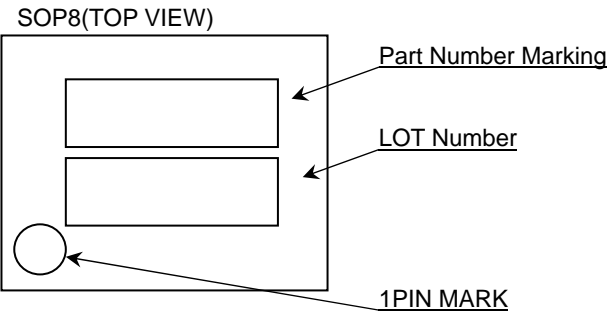 SOP8(TOP VIEW)
Part Number Marking
LOT Number
1PIN MARK